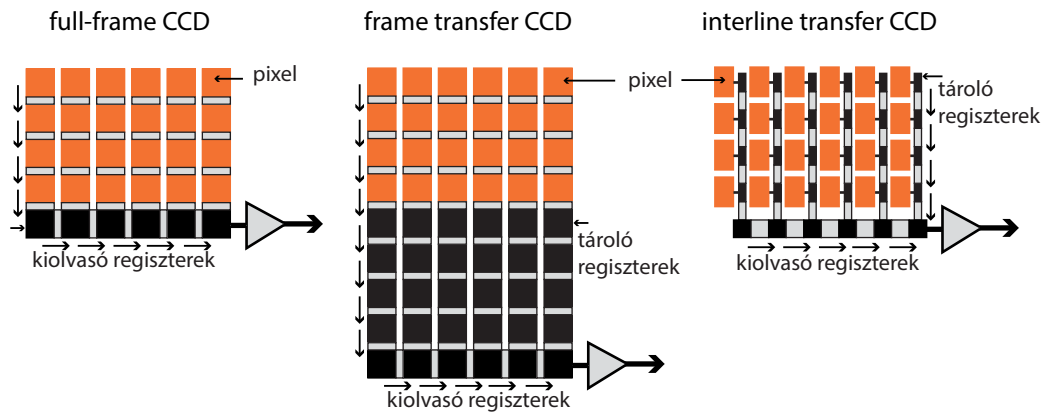 full-frame CCD
frame transfer CCD
interline transfer CCD
pixel
pixel
tároló
regiszterek
kiolvasó regiszterek
tároló
regiszterek
kiolvasó regiszterek
kiolvasó regiszterek